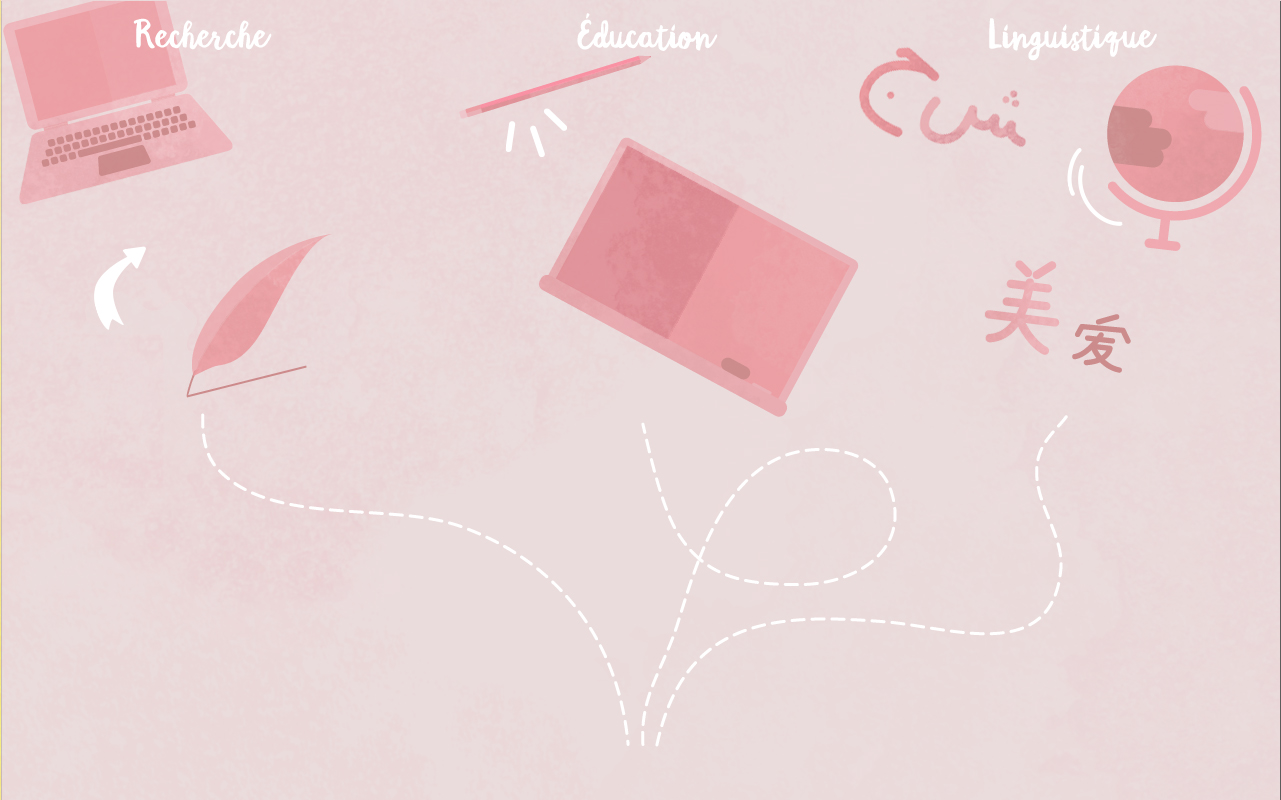 Recherche
Éducation
Linguistique
ش ج
美
爱